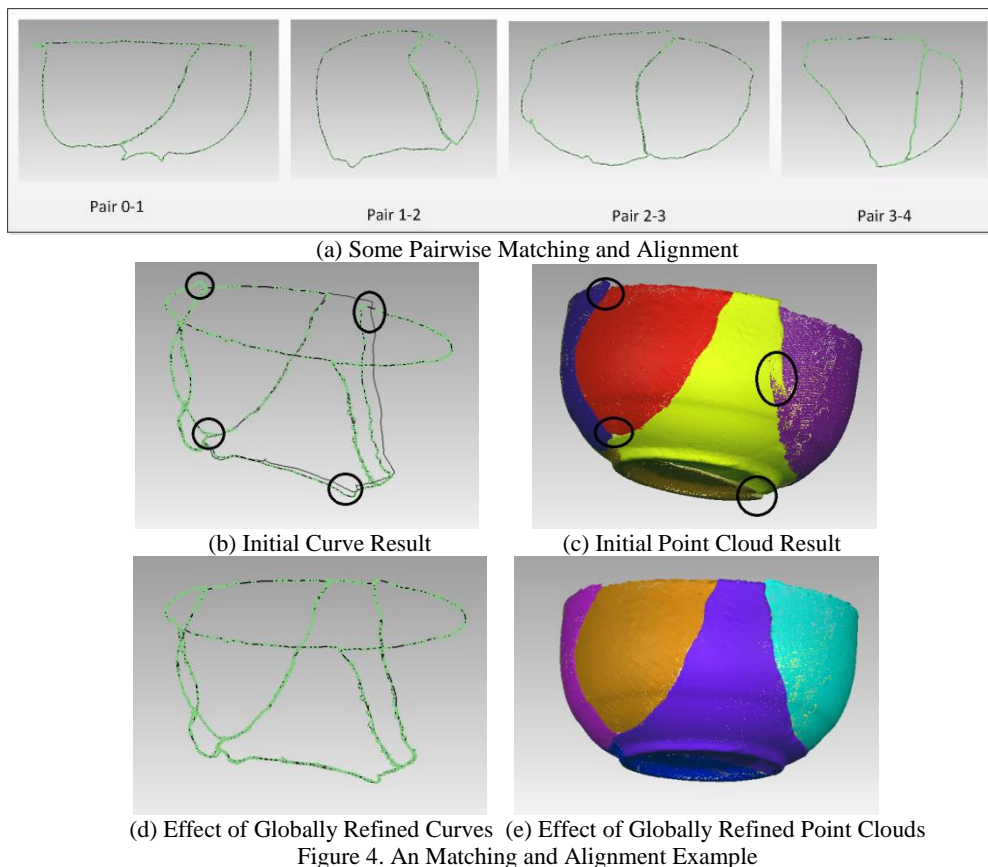 Pair 0-1
Pair 1-2
Pair 2-3
Pair 3-4
(a) Some Pairwise Matching and Alignment
(b) Initial Curve Result
(c) Initial Point Cloud Result
(d) Effect of Globally Refined Curves (e) Effect of Globally Refined Point Clouds
Figure 4. An Matching and Alignment Example